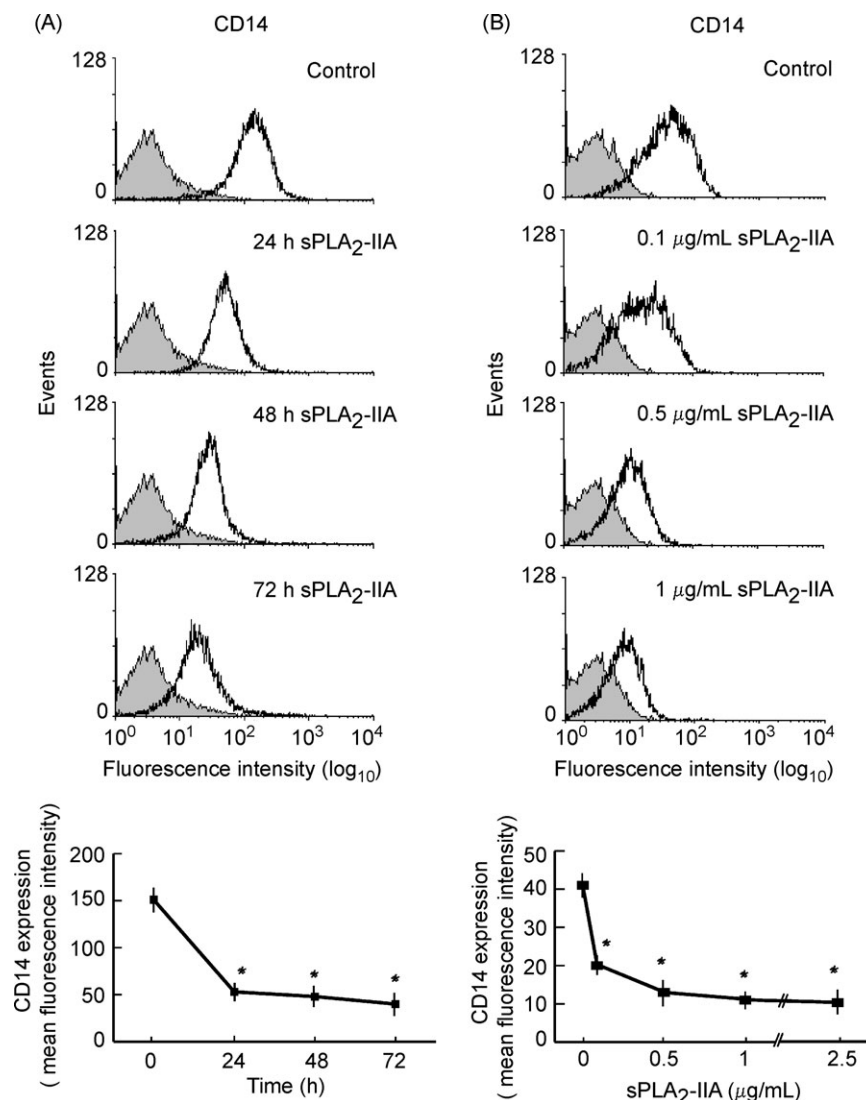 (A)
CD14
128
Control
0
128
24 h sPLA2-IIA
0
128
48 h sPLA2-IIA
0
128
72 h sPLA2-IIA
0
Events
10^0 10^1 10^2 10^3 10^4
Fluorescence intensity (log10)
CD14 expression
( mean fluorescence intensity)
200
150
100
50
0
* * *
0 24 48 72
Time (h)
(B)
CD14
128
Control
0
128
0.1 µg/mL sPLA2-IIA
0
128
0.5 µg/mL sPLA2-IIA
0
128
1 µg/mL sPLA2-IIA
0
Events
10^0 10^1 10^2 10^3 10^4
Fluorescence intensity (log10)
CD14 expression
( mean fluorescence intensity)
50
40
30
20
10
0
* * * *
0 0.5 1 2.5
sPLA2-IIA (µg/mL)